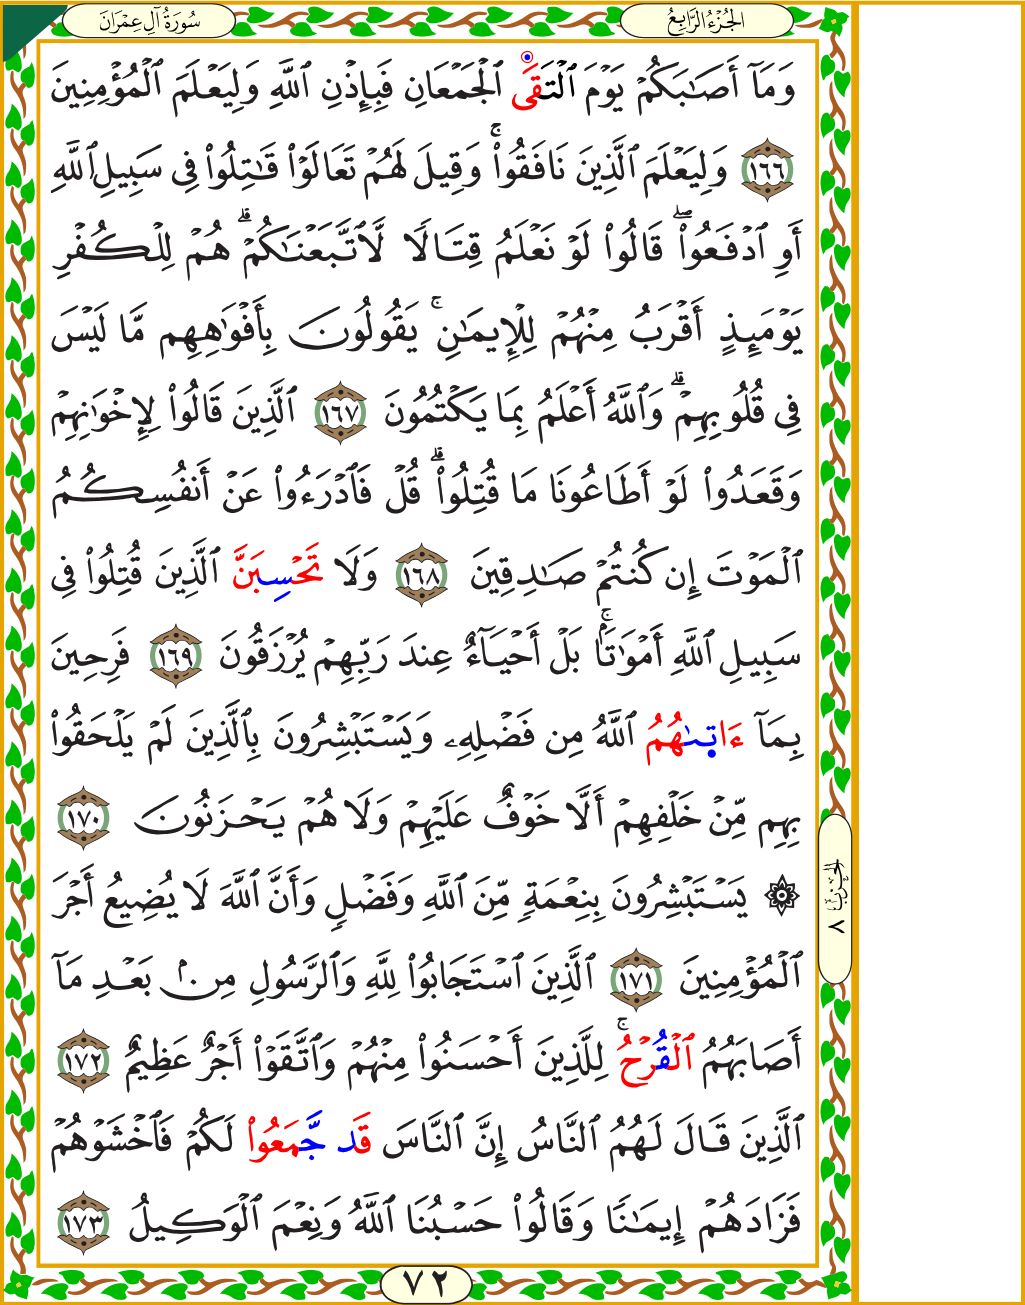 الجُزْءُ الرَّابِعُ
سُورَةُ آلِ عِمْرَانَ
وَمَآ أَصَٰبَكُمْ يَوْمَ ٱلْتَقَى ٱلْجَمْعَانِ فَبِإِذْنِ ٱللَّهِ وَلِيَعْلَمَ ٱلْمُؤْمِنِينَ
١٦٦ وَلِيَعْلَمَ ٱلَّذِينَ نَافَقُوا۟ۚ وَقِيلَ لَهُمْ تَعَالَوْا۟ قَٰتِلُوا۟ فِى سَبِيلِ ٱللَّهِ
أَوِ ٱدْفَعُوا۟ۖ قَالُوا۟ لَوْ نَعْلَمُ قِتَالًا لَّٱتَّبَعْنَٰكُمْۗ هُمْ لِلْكُفْرِ
يَوْمَئِذٍ أَقْرَبُ مِنْهُمْ لِلْإِيمَٰنِۚ يَقُولُونَ بِأَفْوَٰهِهِم مَّا لَيْسَ
فِى قُلُوبِهِمْۗ وَٱللَّهُ أَعْلَمُ بِمَا يَكْتُمُونَ ١٦٧ ٱلَّذِينَ قَالُوا۟ لِإِخْوَٰنِهِمْ
وَقَعَدُوا۟ لَوْ أَطَاعُونَا مَا قُتِلُوا۟ۗ قُلْ فَٱدْرَءُوا۟ عَنْ أَنفُسِكُمُ
ٱلْمَوْتَ إِن كُنتُمْ صَٰدِقِينَ ١٦٨ وَلَا تَحْسِبَنَّ ٱلَّذِينَ قُتِلُوا۟ فِى
سَبِيلِ ٱللَّهِ أَمْوَٰتًۢاۚ بَلْ أَحْيَآءٌ عِندَ رَبِّهِمْ يُرْزَقُونَ ١٦٩ فَرِحِينَ
بِمَآ ءَاتٜىٰهُمُ ٱللَّهُ مِن فَضْلِهِۦ وَيَسْتَبْشِرُونَ بِٱلَّذِينَ لَمْ يَلْحَقُوا۟
بِهِم مِّنْ خَلْفِهِمْ أَلَّا خَوْفٌ عَلَيْهِمْ وَلَا هُمْ يَحْزَنُونَ ١٧٠
۞ يَسْتَبْشِرُونَ بِنِعْمَةٍ مِّنَ ٱللَّهِ وَفَضْلٍ وَأَنَّ ٱللَّهَ لَا يُضِيعُ أَجْرَ
ٱلْمُؤْمِنِينَ ١٧١ ٱلَّذِينَ ٱسْتَجَابُوا۟ لِلَّهِ وَٱلرَّسُولِ مِنۢ بَعْدِ مَآ
أَصَابَهُمُ ٱلْقُرْحُۚ لِلَّذِينَ أَحْسَنُوا۟ مِنْهُمْ وَٱتَّقَوْا۟ أَجْرٌ عَظِيمٌ ١٧٢
ٱلَّذِينَ قَالَ لَهُمُ ٱلنَّاسُ إِنَّ ٱلنَّاسَ قَد جَّمَعُوا۟ لَكُمْ فَٱخْشَوْهُمْ
فَزَادَهُمْ إِيمَٰنًا وَقَالُوا۟ حَسْبُنَا ٱللَّهُ وَنِعْمَ ٱلْوَكِيلُ ١٧٣
الحِزْبُ ٨
٧٢